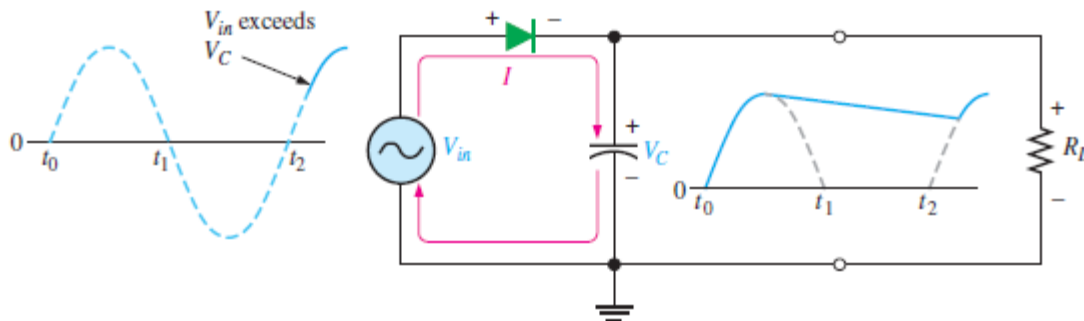 V_in exceeds
V_C
0
t_0
t_1
t_2
+ −
I
V_in
+
V_C
−
0
t_0
t_1
t_2
+
R_L
−